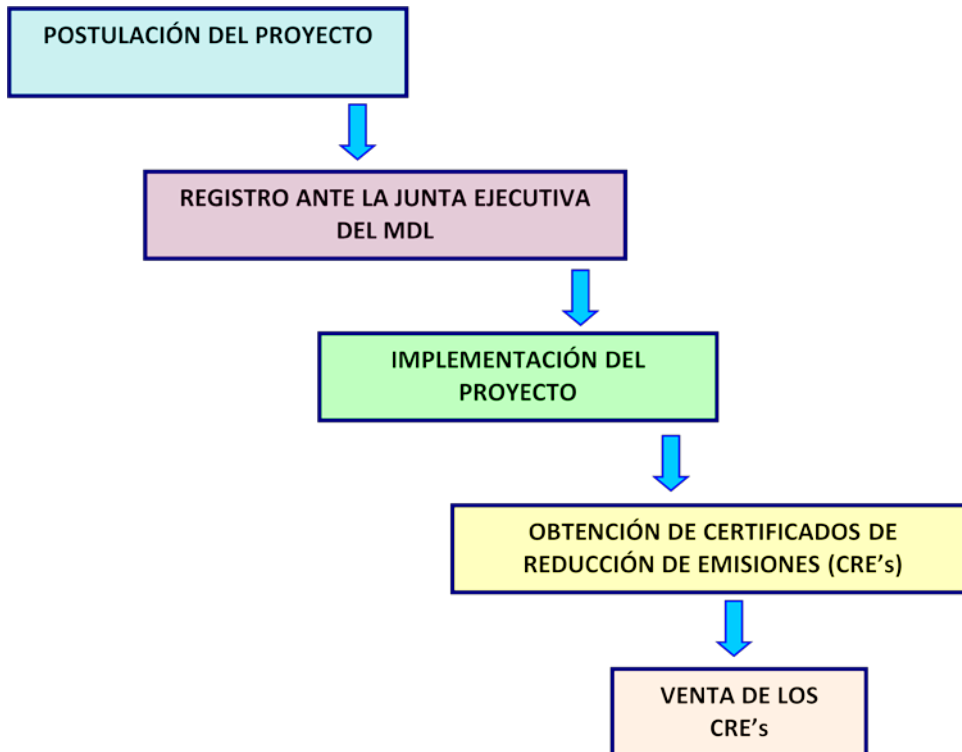 POSTULACIÓN DEL PROYECTO
REGISTRO ANTE LA JUNTA EJECUTIVA
DEL MDL
IMPLEMENTACIÓN DEL
PROYECTO
OBTENCIÓN DE CERTIFICADOS DE
REDUCCIÓN DE EMISIONES (CRE’s)
VENTA DE LOS
CRE’s